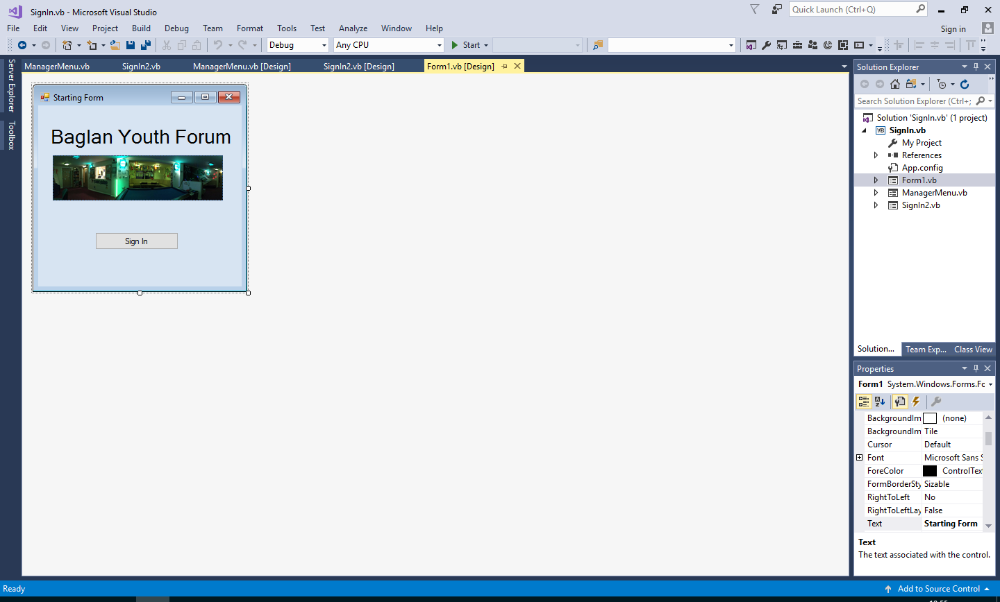 SignIn.vb - Microsoft Visual Studio
Quick Launch (Ctrl+Q)
File Edit View Project Build Debug Team Format Tools Test Analyze Window Help
Sign in
Debug Any CPU Start
Server Explorer
Toolbox
ManagerMenu.vb SignIn2.vb ManagerMenu.vb [Design] SignIn2.vb [Design] Form1.vb [Design]
Starting Form
Baglan Youth Forum
Sign In
Solution Explorer
Search Solution Explorer (Ctrl+;
Solution 'SignIn.vb' (1 project)
VB SignIn.vb
My Project
References
App.config
Form1.vb
ManagerMenu.vb
SignIn2.vb
Solution... Team Exp... Class View
Properties
Form1 System.Windows.Forms.Fc
BackgroundIm (none)
BackgroundIm Tile
Cursor Default
Font Microsoft Sans S
ForeColor ControlTex
FormBorderSty Sizable
RightToLeft No
RightToLeftLay False
Text Starting Form
Text
The text associated with the control.
Ready
Add to Source Control